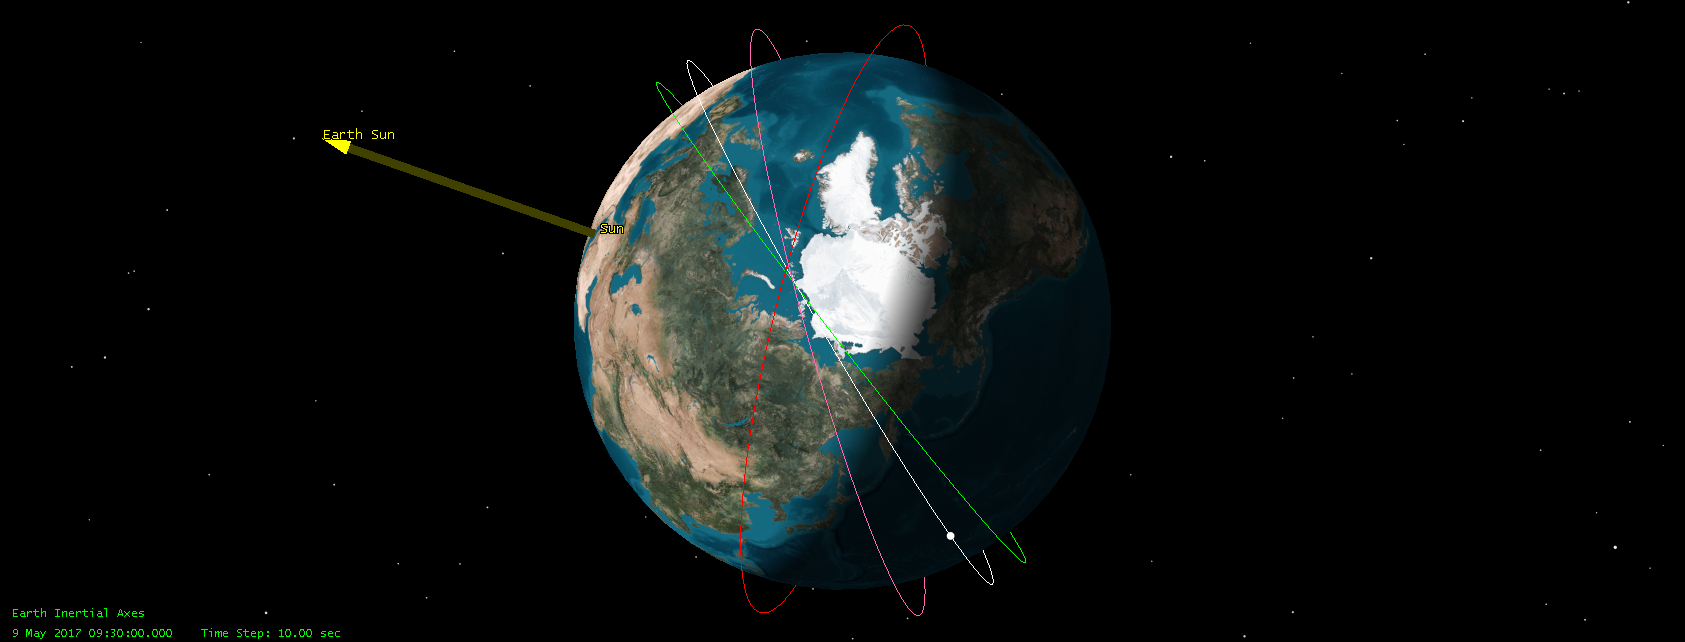 Earth Sun
Sun
Earth Inertial Axes
9 May 2017 09:30:00.000 Time Step: 10.00 sec